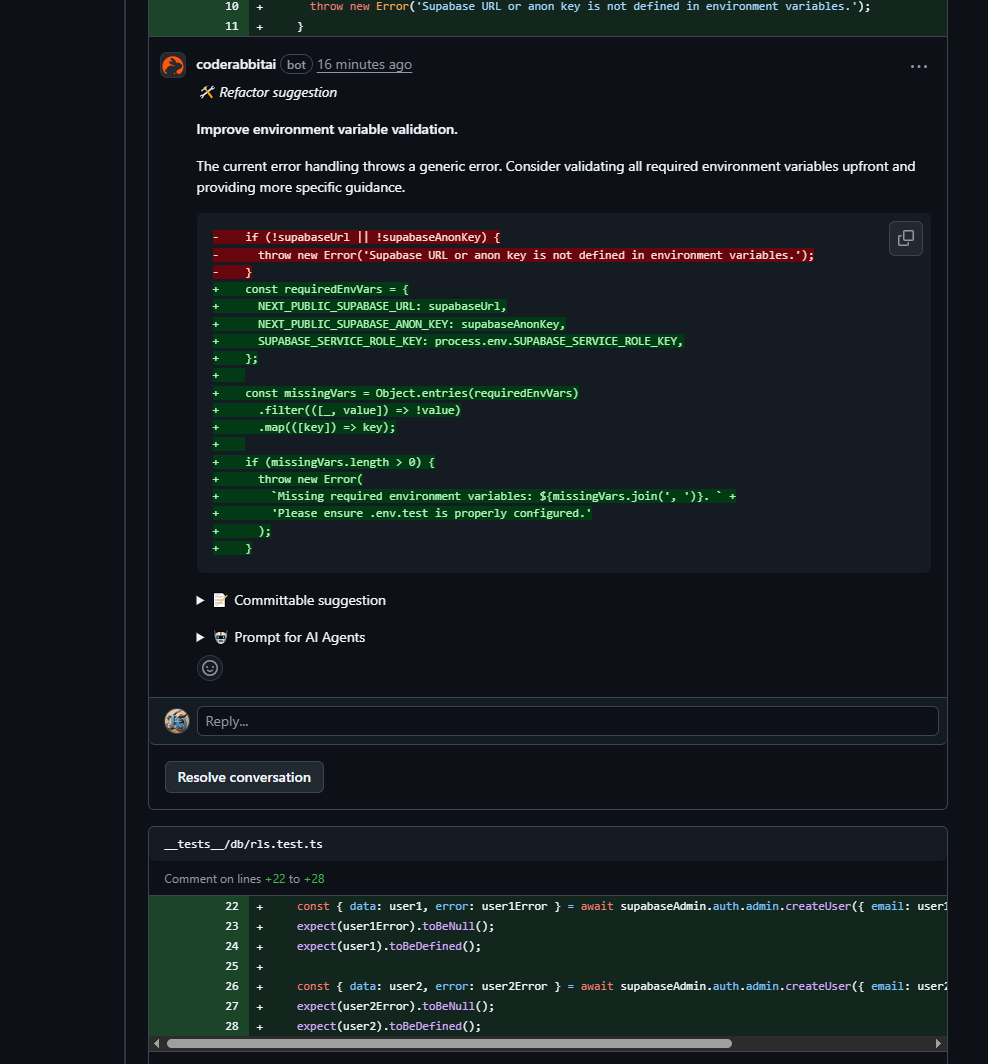 10 + throw new Error('Supabase URL or anon key is not defined in environment variables.');
11 + }
coderabbitai bot 16 minutes ago
Refactor suggestion
Improve environment variable validation.
The current error handling throws a generic error. Consider validating all required environment variables upfront and
providing more specific guidance.
- if (!supabaseUrl || !supabaseAnonKey) {
- throw new Error('Supabase URL or anon key is not defined in environment variables.');
- }
+ const requiredEnvVars = {
+ NEXT_PUBLIC_SUPABASE_URL: supabaseUrl,
+ NEXT_PUBLIC_SUPABASE_ANON_KEY: supabaseAnonKey,
+ SUPABASE_SERVICE_ROLE_KEY: process.env.SUPABASE_SERVICE_ROLE_KEY,
+ };
+
+ const missingVars = Object.entries(requiredEnvVars)
+ .filter(([_, value]) => !value)
+ .map(([key]) => key);
+
+ if (missingVars.length > 0) {
+ throw new Error(
+ `Missing required environment variables: ${missingVars.join(', ')}. ` +
+ 'Please ensure .env.test is properly configured.'
+ );
+ }
Committable suggestion
Prompt for AI Agents
Reply...
Resolve conversation
__tests__/db/rls.test.ts
Comment on lines +22 to +28
22 + const { data: user1, error: user1Error } = await supabaseAdmin.auth.admin.createUser({ email: user1
23 + expect(user1Error).toBeNull();
24 + expect(user1).toBeDefined();
25 +
26 + const { data: user2, error: user2Error } = await supabaseAdmin.auth.admin.createUser({ email: user2
27 + expect(user2Error).toBeNull();
28 + expect(user2).toBeDefined();